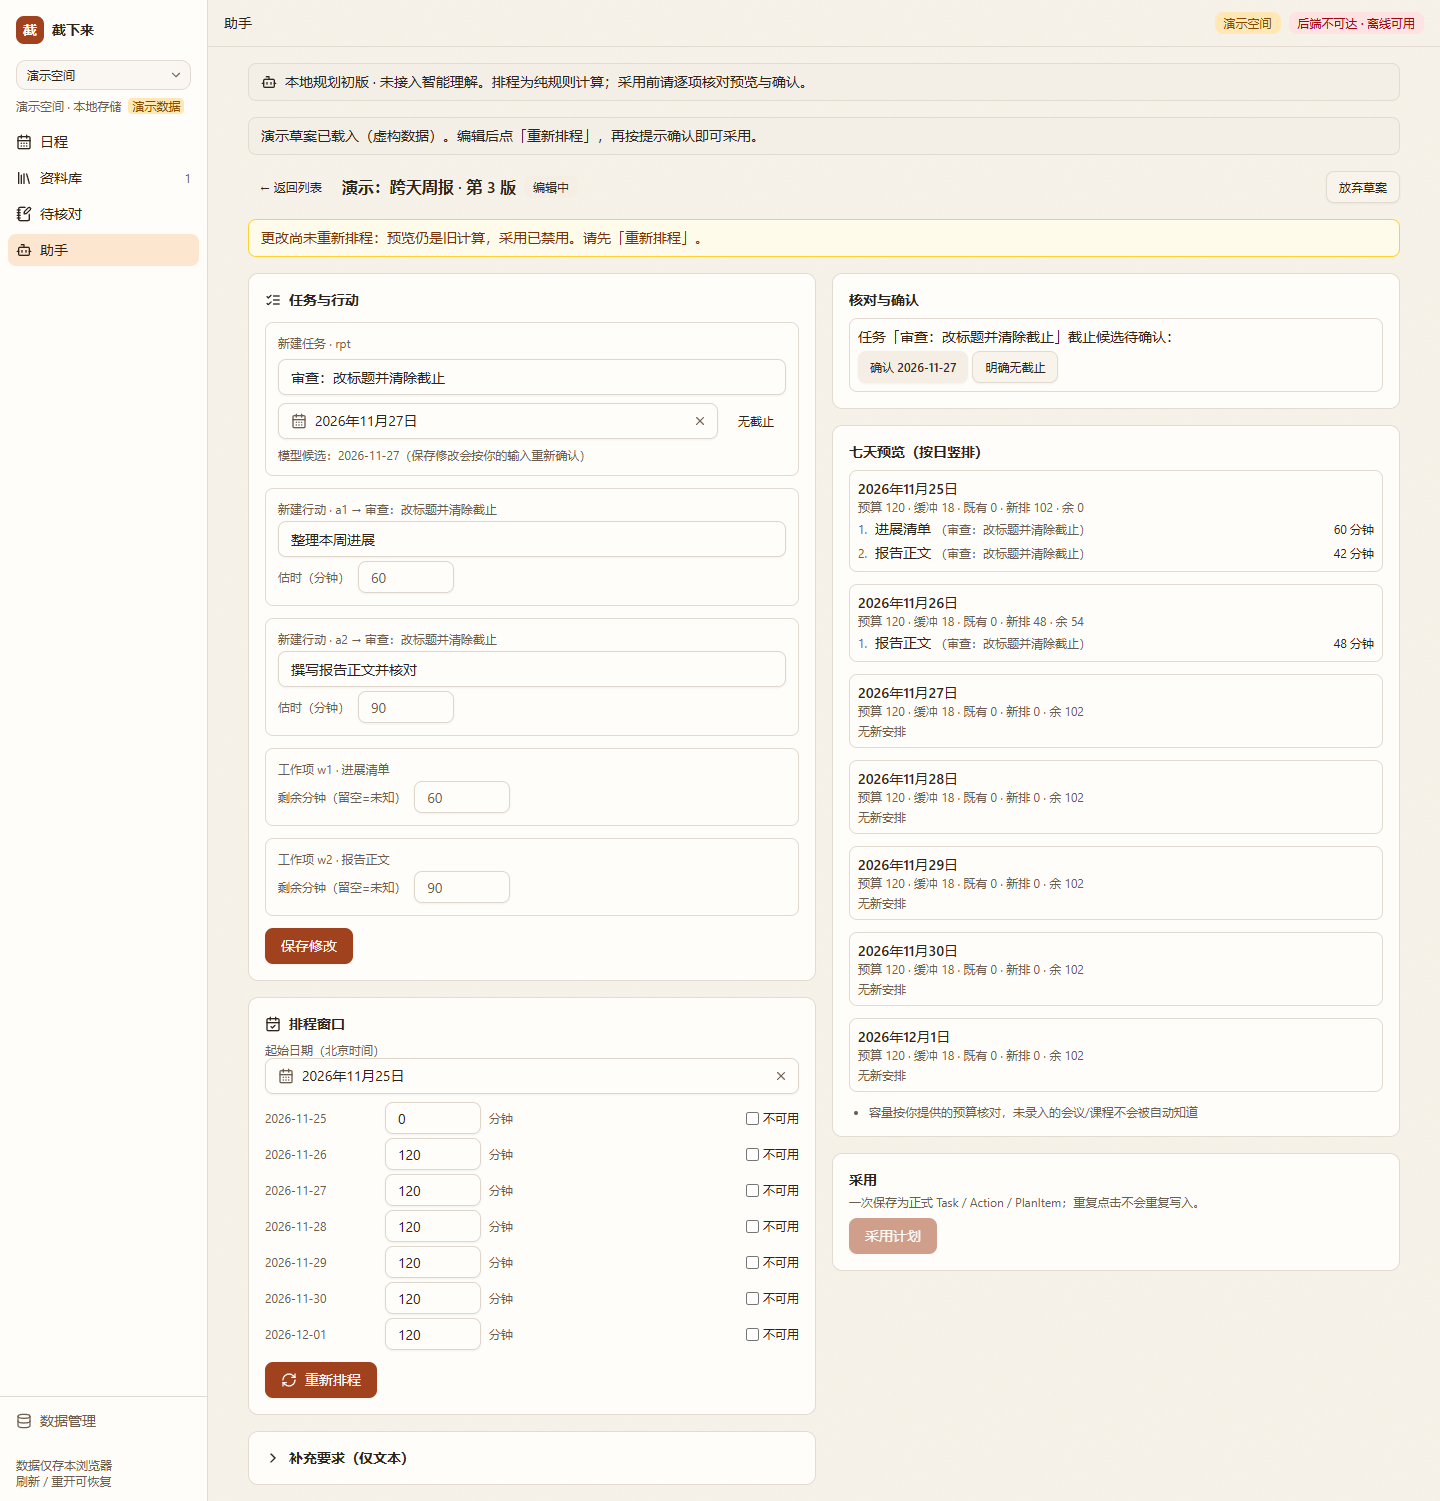 截 截下来
演示空间
演示空间 · 本地存储 演示数据
日程
资料库 1
待核对
助手
数据管理
数据仅存本浏览器
刷新 / 重开可恢复
助手
演示空间 后端不可达 · 离线可用
本地规划初版 · 未接入智能理解。排程为纯规则计算；采用前请逐项核对预览与确认。
演示草案已载入（虚构数据）。编辑后点「重新排程」，再按提示确认即可采用。
← 返回列表 演示：跨天周报 · 第 3 版 编辑中 放弃草案
更改尚未重新排程：预览仍是旧计算，采用已禁用。请先「重新排程」。
任务与行动
新建任务 · rpt
审查：改标题并清除截止
2026年11月27日 无截止
模型候选：2026-11-27（保存修改会按你的输入重新确认）
新建行动 · a1 → 审查：改标题并清除截止
整理本周进展
估时（分钟） 60
新建行动 · a2 → 审查：改标题并清除截止
撰写报告正文并核对
估时（分钟） 90
工作项 w1 · 进展清单
剩余分钟（留空=未知） 60
工作项 w2 · 报告正文
剩余分钟（留空=未知） 90
保存修改
排程窗口
起始日期（北京时间）
2026年11月25日
2026-11-25 0 分钟 不可用
2026-11-26 120 分钟 不可用
2026-11-27 120 分钟 不可用
2026-11-28 120 分钟 不可用
2026-11-29 120 分钟 不可用
2026-11-30 120 分钟 不可用
2026-12-01 120 分钟 不可用
重新排程
补充要求（仅文本）
核对与确认
任务「审查：改标题并清除截止」截止候选待确认：
确认 2026-11-27 明确无截止
七天预览（按日竖排）
2026年11月25日
预算 120 · 缓冲 18 · 既有 0 · 新排 102 · 余 0
1. 进展清单 （审查：改标题并清除截止） 60 分钟
2. 报告正文 （审查：改标题并清除截止） 42 分钟
2026年11月26日
预算 120 · 缓冲 18 · 既有 0 · 新排 48 · 余 54
1. 报告正文 （审查：改标题并清除截止） 48 分钟
2026年11月27日
预算 120 · 缓冲 18 · 既有 0 · 新排 0 · 余 102
无新安排
2026年11月28日
预算 120 · 缓冲 18 · 既有 0 · 新排 0 · 余 102
无新安排
2026年11月29日
预算 120 · 缓冲 18 · 既有 0 · 新排 0 · 余 102
无新安排
2026年11月30日
预算 120 · 缓冲 18 · 既有 0 · 新排 0 · 余 102
无新安排
2026年12月1日
预算 120 · 缓冲 18 · 既有 0 · 新排 0 · 余 102
无新安排
• 容量按你提供的预算核对，未录入的会议/课程不会被自动知道
采用
一次保存为正式 Task / Action / PlanItem；重复点击不会重复写入。
采用计划